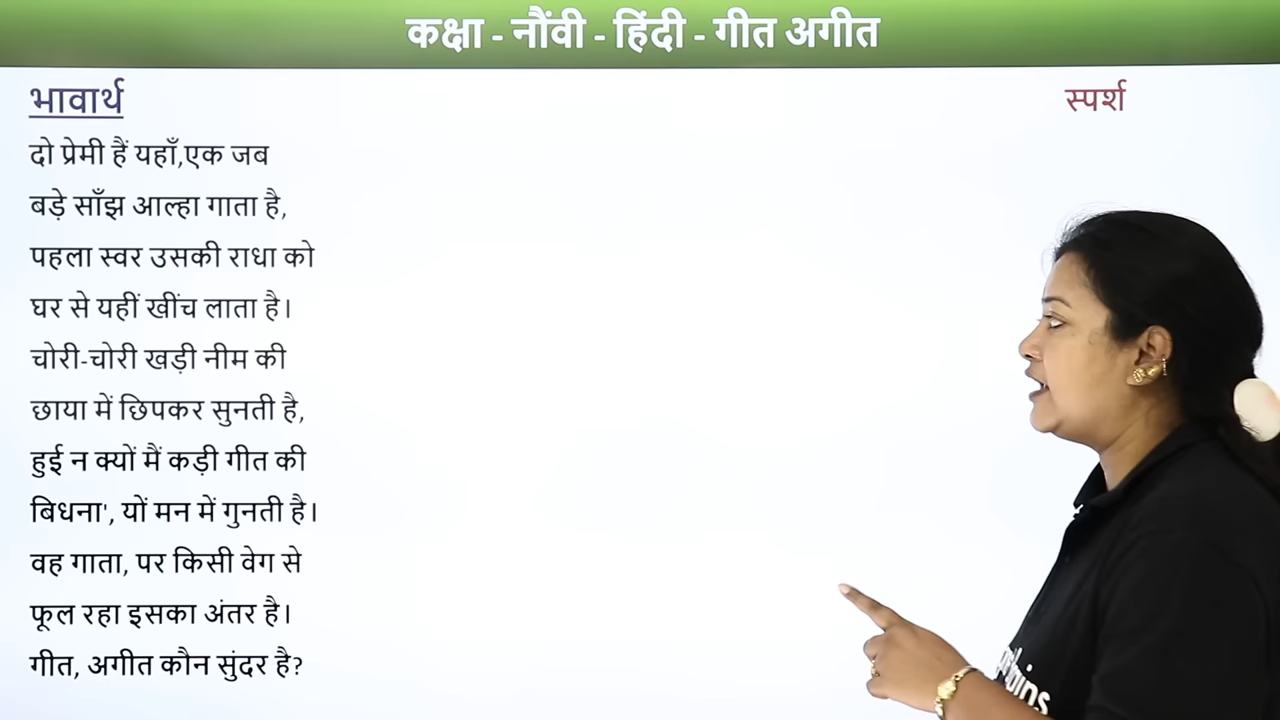 कक्षा - नौंवी - हिंदी - गीत अगीत
भावार्थ
स्पर्श
दो प्रेमी हैं यहाँ,एक जब
बड़े साँझ आल्हा गाता है,
पहला स्वर उसकी राधा को
घर से यहीं खींच लाता है।
चोरी-चोरी खड़ी नीम की
छाया में छिपकर सुनती है,
हुई न क्यों मैं कड़ी गीत की
बिधना', यों मन में गुनती है।
वह गाता, पर किसी वेग से
फूल रहा इसका अंतर है।
गीत, अगीत कौन सुंदर है?